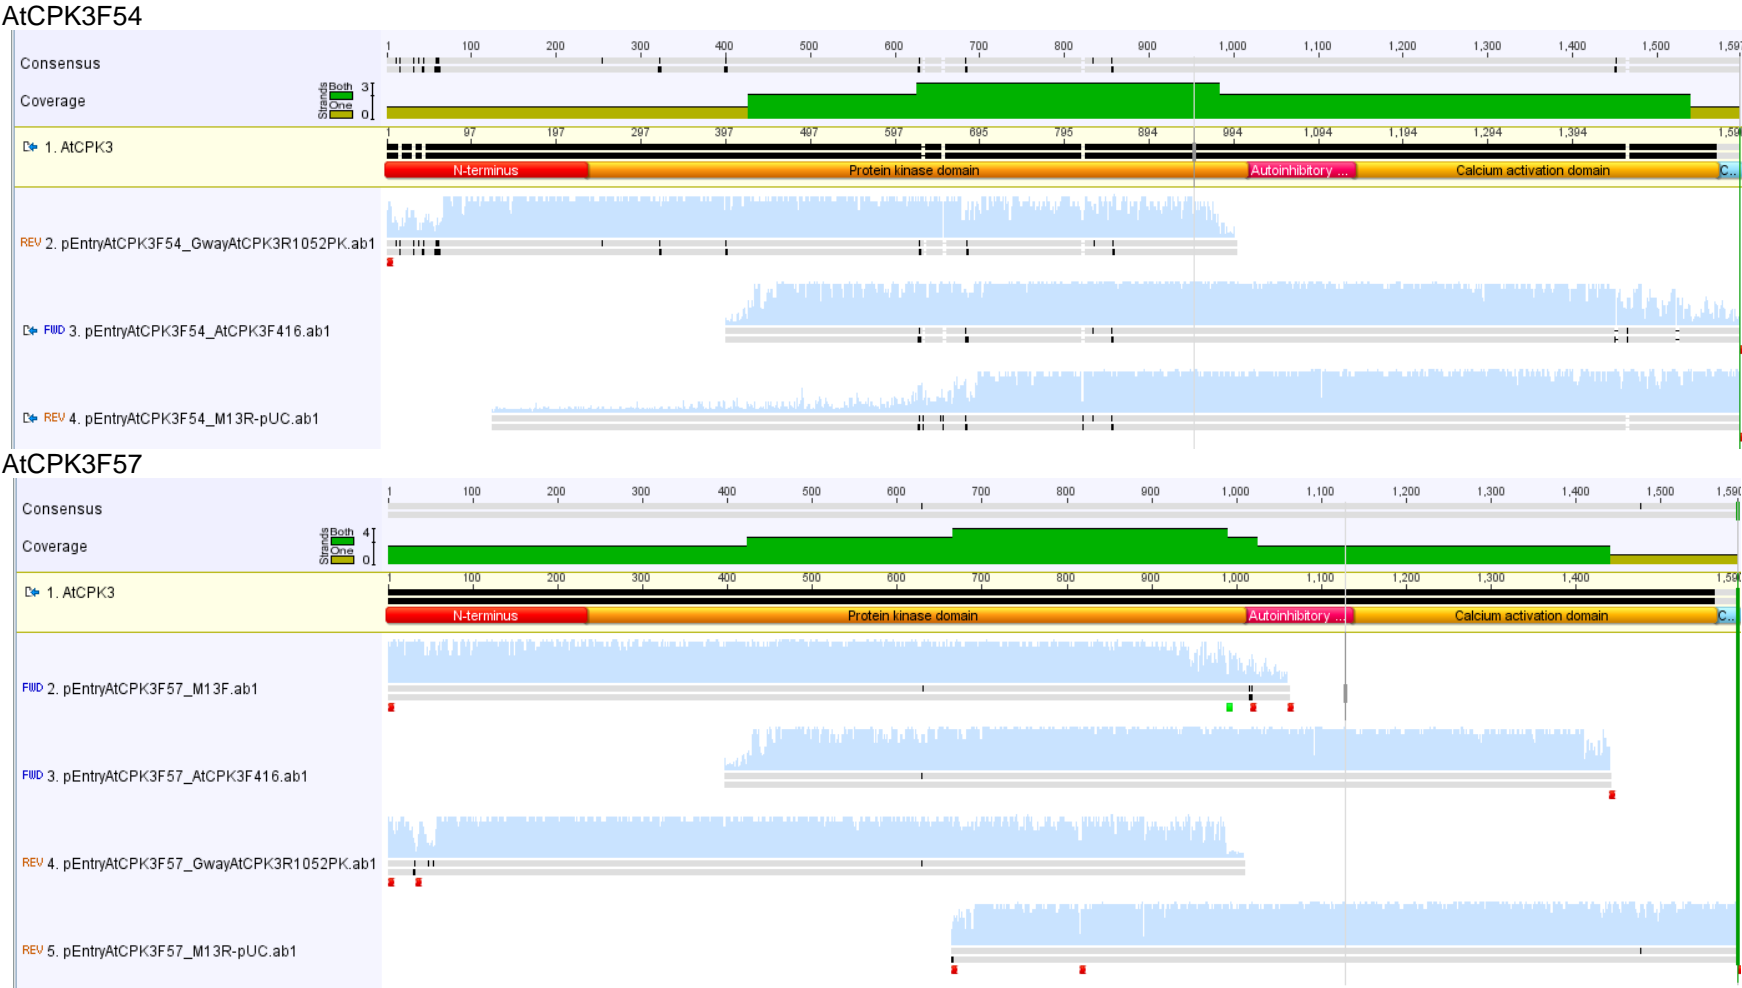 AtCPK3F54
1 100 200 300 400 500 600 700 800 900 1,000 1,100 1,200 1,300 1,400 1,500 1,597
Consensus
Coverage Strands Both One 3 0
1 97 197 297 397 497 597 695 795 894 994 1,094 1,194 1,294 1,394 1,59
1. AtCPK3
N-terminus Protein kinase domain Autoinhibitory ... Calcium activation domain C...
REV 2. pEntryAtCPK3F54_GwayAtCPK3R1052PK.ab1
FWD 3. pEntryAtCPK3F54_AtCPK3F416.ab1
REV 4. pEntryAtCPK3F54_M13R-pUC.ab1
AtCPK3F57
1 100 200 300 400 500 600 700 800 900 1,000 1,100 1,200 1,300 1,400 1,500 1,590
Consensus
Coverage Strands Both One 4 0
1 100 200 300 400 500 600 700 800 900 1,000 1,100 1,200 1,300 1,400 1,590
1. AtCPK3
N-terminus Protein kinase domain Autoinhibitory ... Calcium activation domain C...
FWD 2. pEntryAtCPK3F57_M13F.ab1
FWD 3. pEntryAtCPK3F57_AtCPK3F416.ab1
REV 4. pEntryAtCPK3F57_GwayAtCPK3R1052PK.ab1
REV 5. pEntryAtCPK3F57_M13R-pUC.ab1